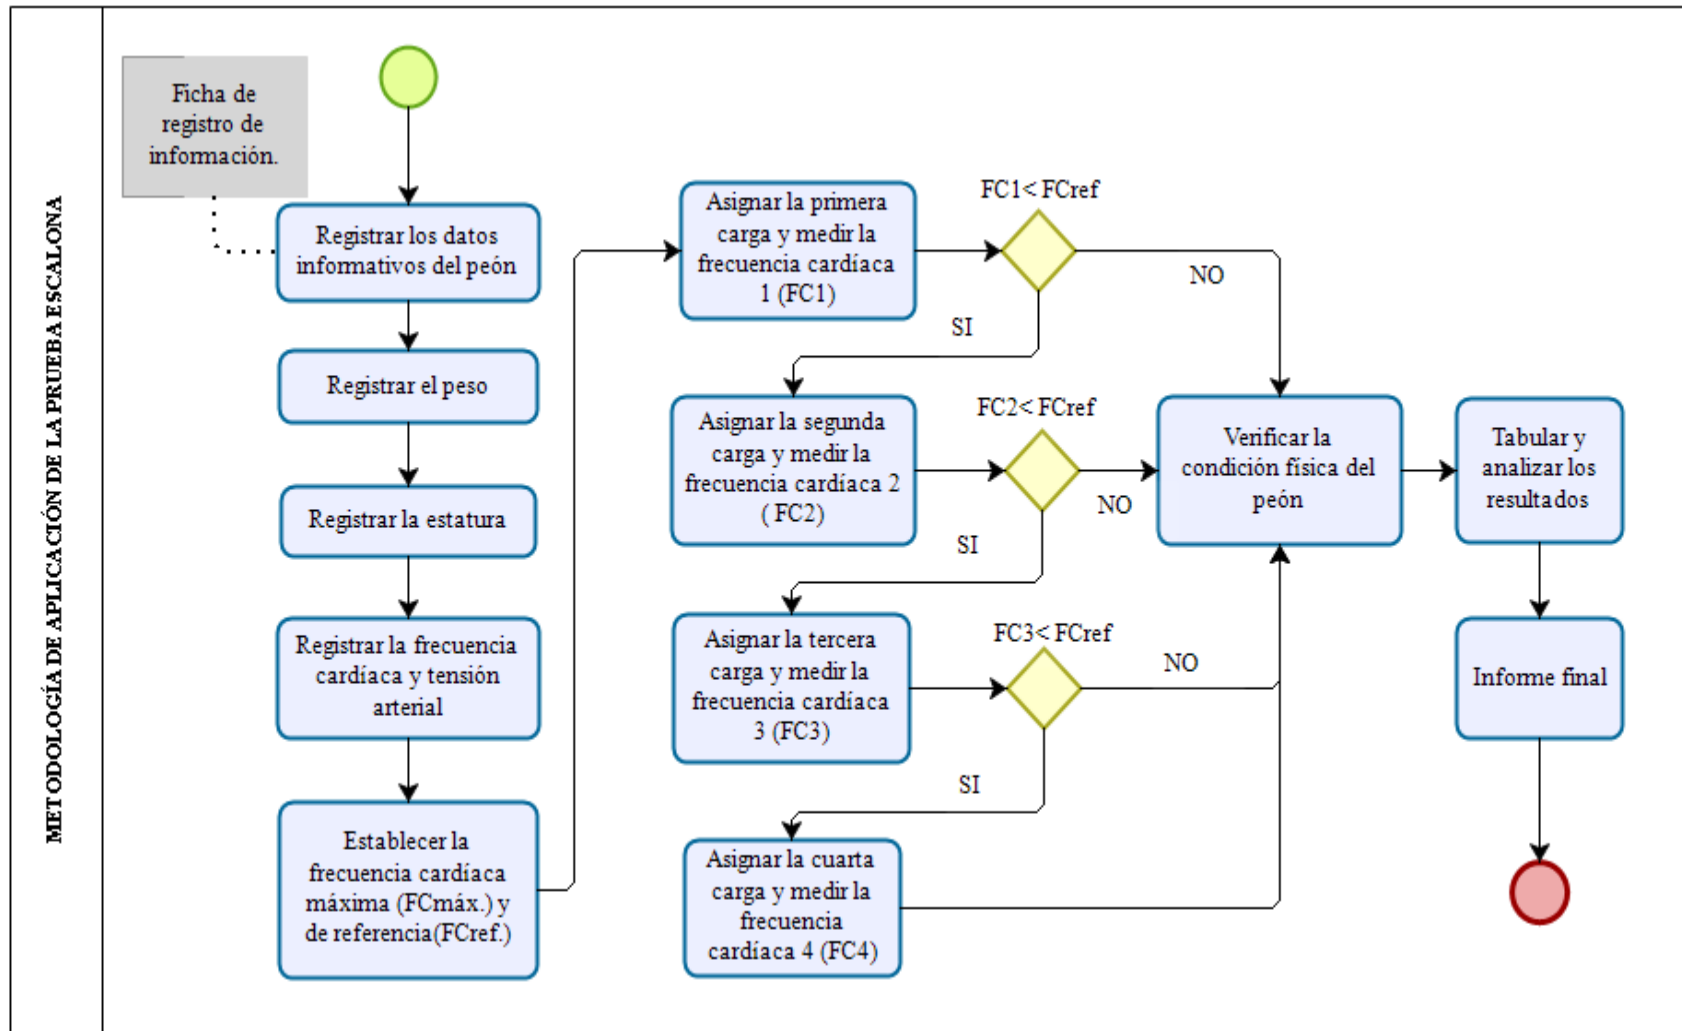 METODOLOGÍA DE APLICACIÓN DE LA PRUEBA ESCALONA
Ficha de
registro de
información.
Registrar los datos
informativos del peón
Registrar el peso
Registrar la estatura
Registrar la frecuencia
cardíaca y tensión
arterial
Establecer la
frecuencia cardíaca
máxima (FCmáx.) y
de referencia(FCref.)
Asignar la primera
carga y medir la
frecuencia cardíaca
1 (FC1)
FC1< FCref
NO
SI
Asignar la segunda
carga y medir la
frecuencia cardíaca 2
( FC2)
FC2< FCref
NO
SI
Asignar la tercera
carga y medir la
frecuencia cardíaca
3 (FC3)
FC3< FCref
NO
SI
Asignar la cuarta
carga y medir la
frecuencia
cardíaca 4 (FC4)
Verificar la
condición física del
peón
Tabular y
analizar los
resultados
Informe final